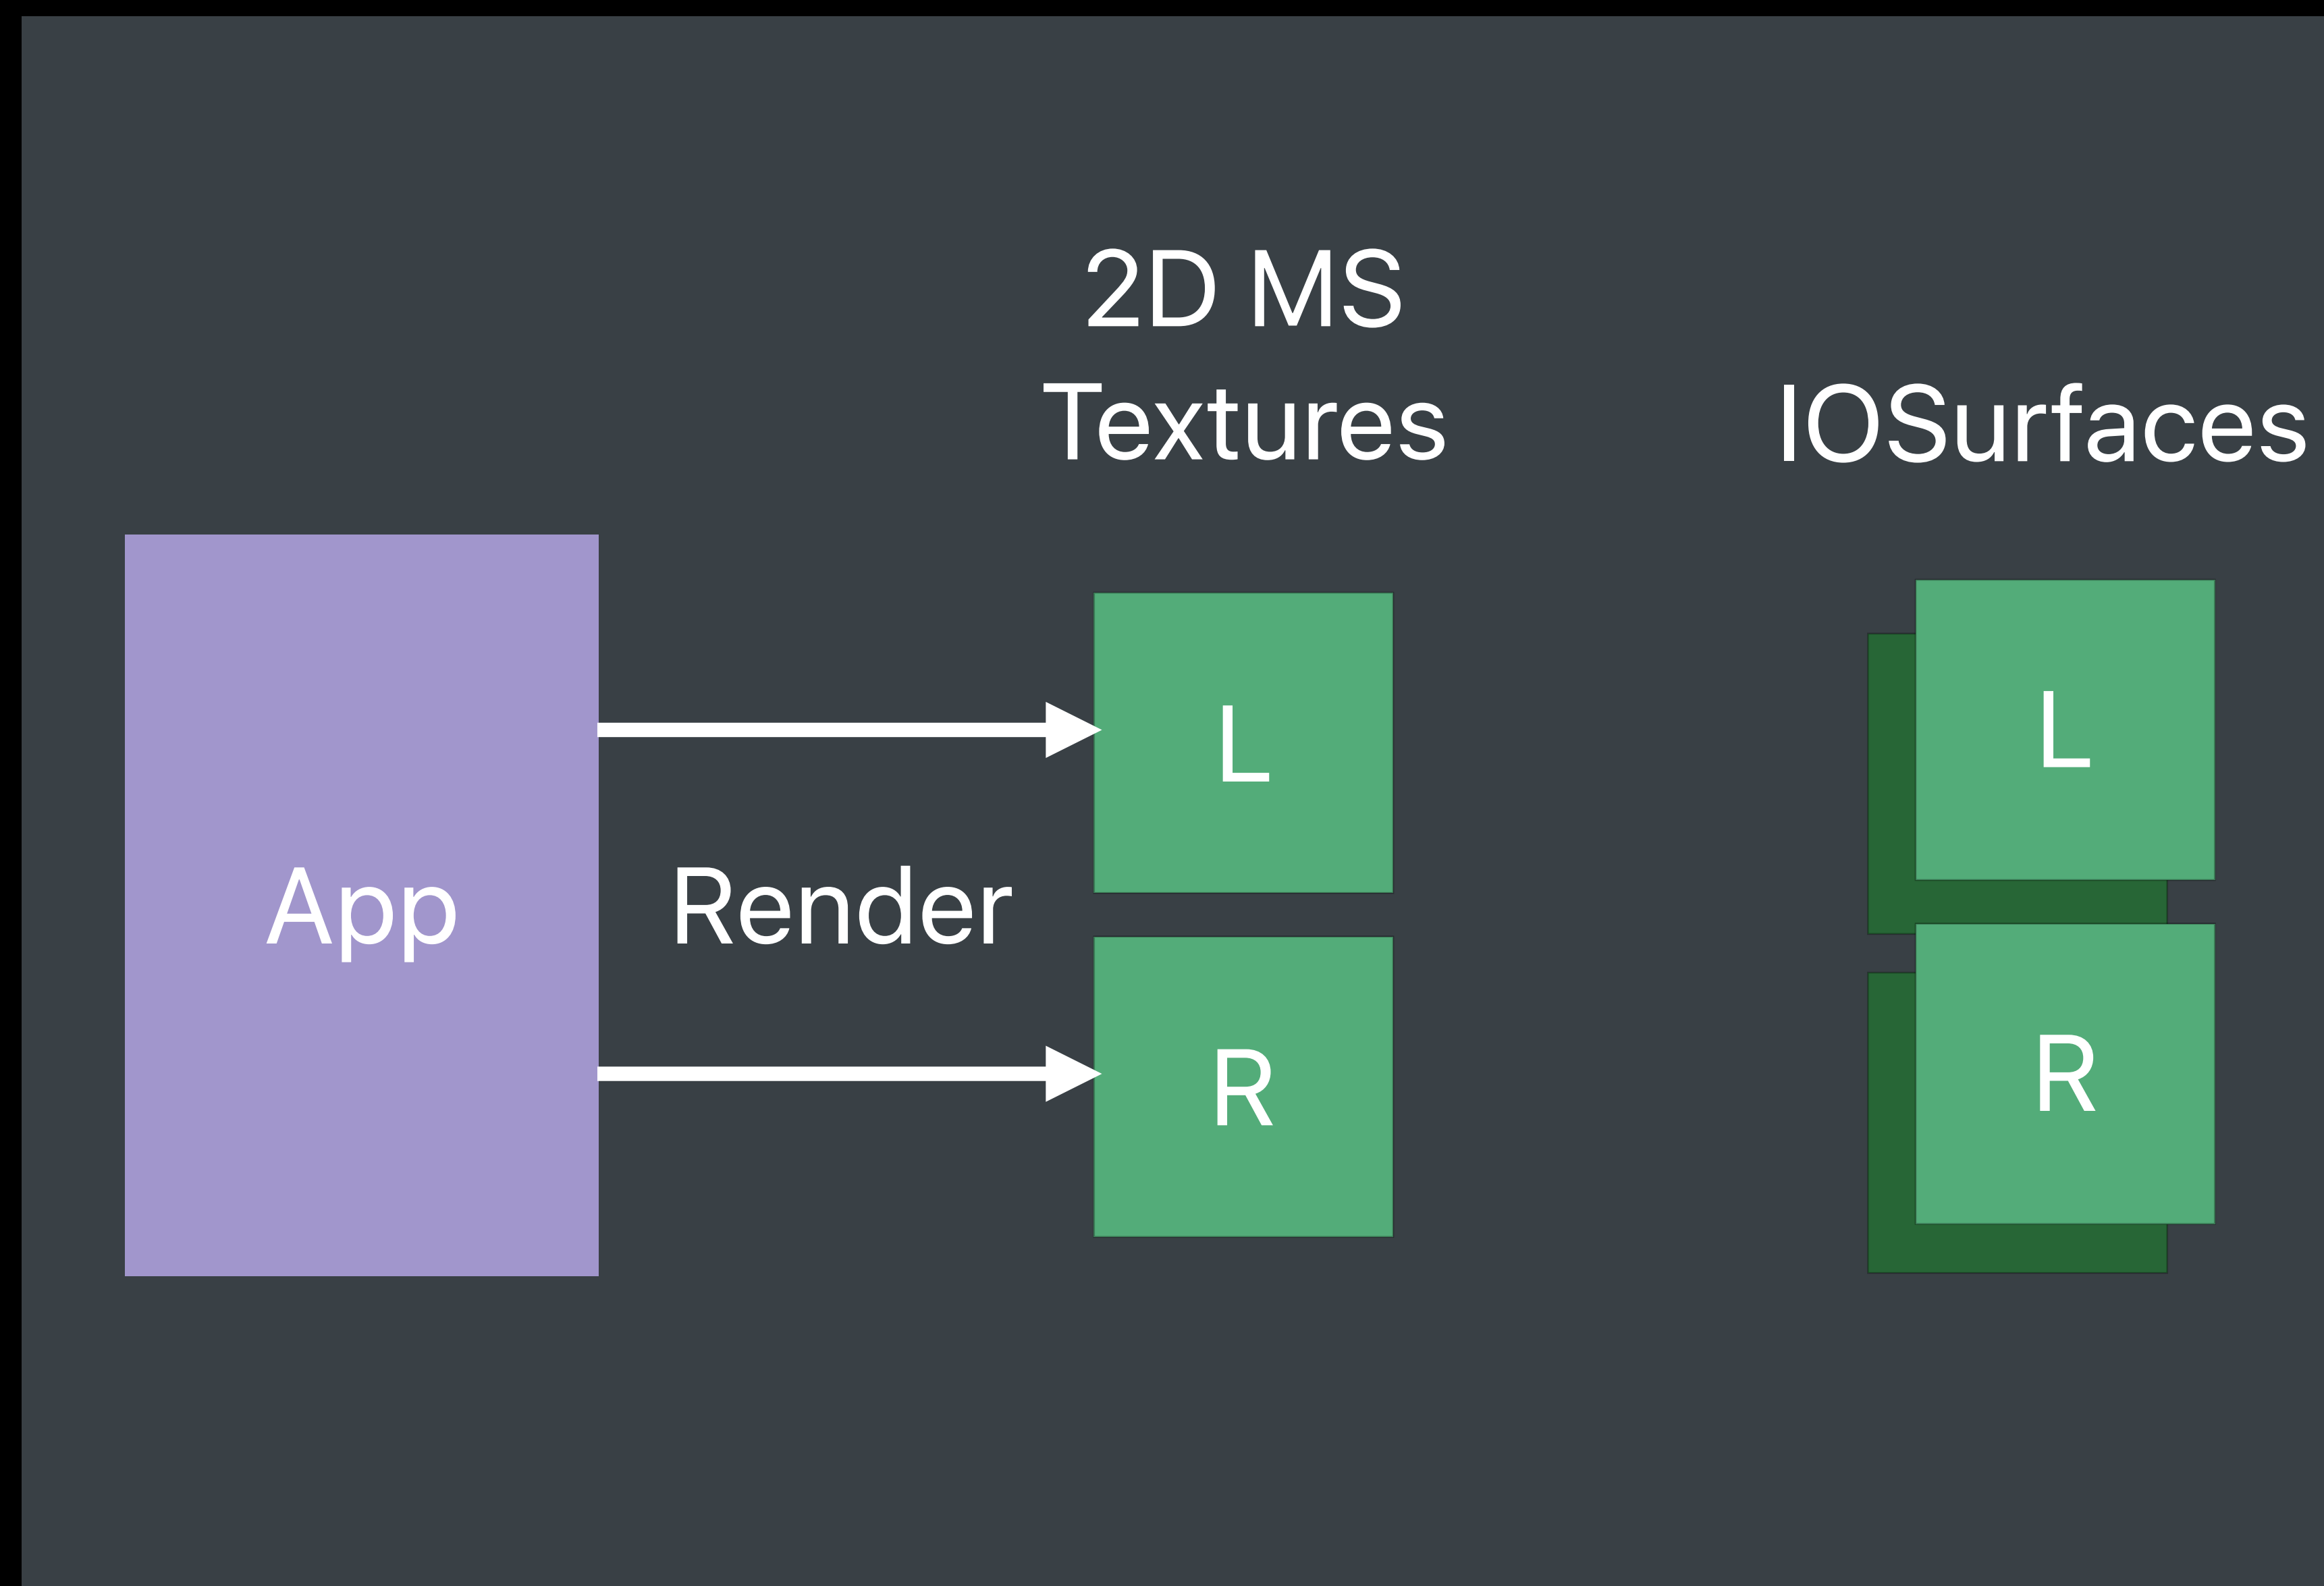 2D MS
Textures
IOSurfaces
L
L
App
Render
R
R